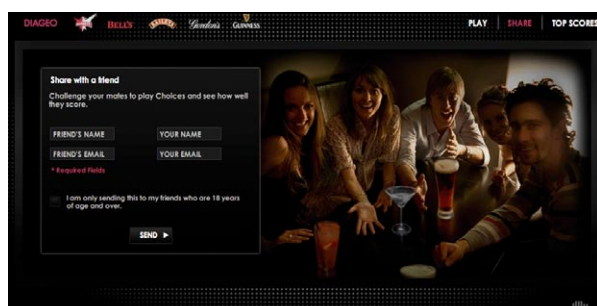 DIAGEO
BELL'S
BAILEYS
Gordon's
GUINNESS
PLAY
SHARE
TOP SCORES
Share with a friend
Challenge your mates to play Choices and see how well
they score.
FRIEND'S NAME
YOUR NAME
FRIEND'S EMAIL
YOUR EMAIL
* Required Fields
I am only sending this to my friends who are 18 years
of age and over.
SEND